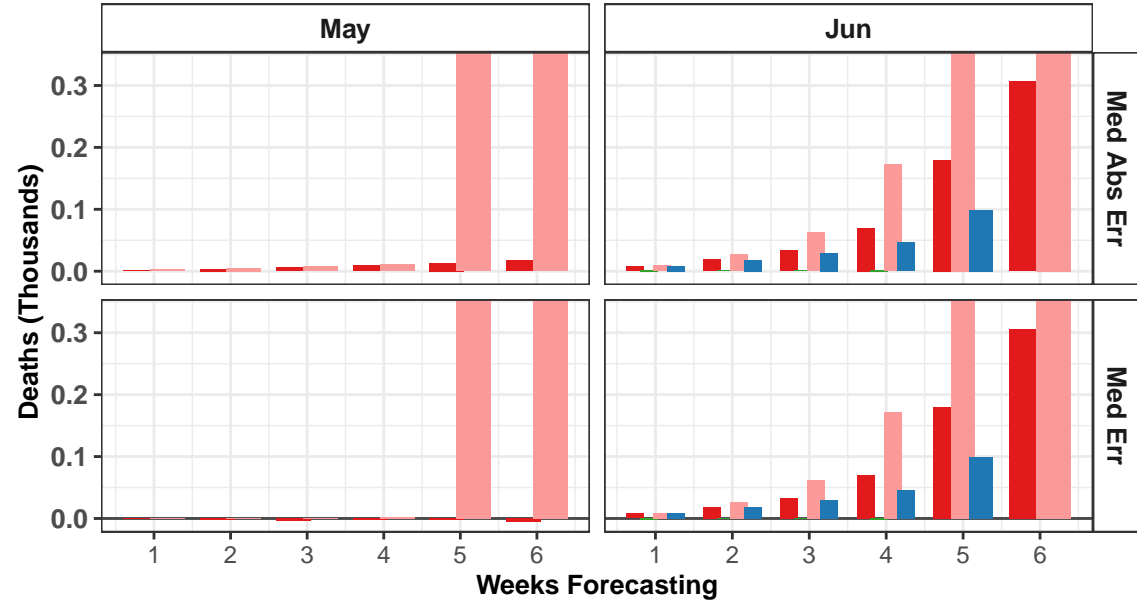 May
Jun
0.3
0.2
0.1
0.0
Med Abs Err
0.3
0.2
0.1
0.0
Med Err
Deaths (Thousands)
1 2 3 4 5 6
1 2 3 4 5 6
Weeks Forecasting